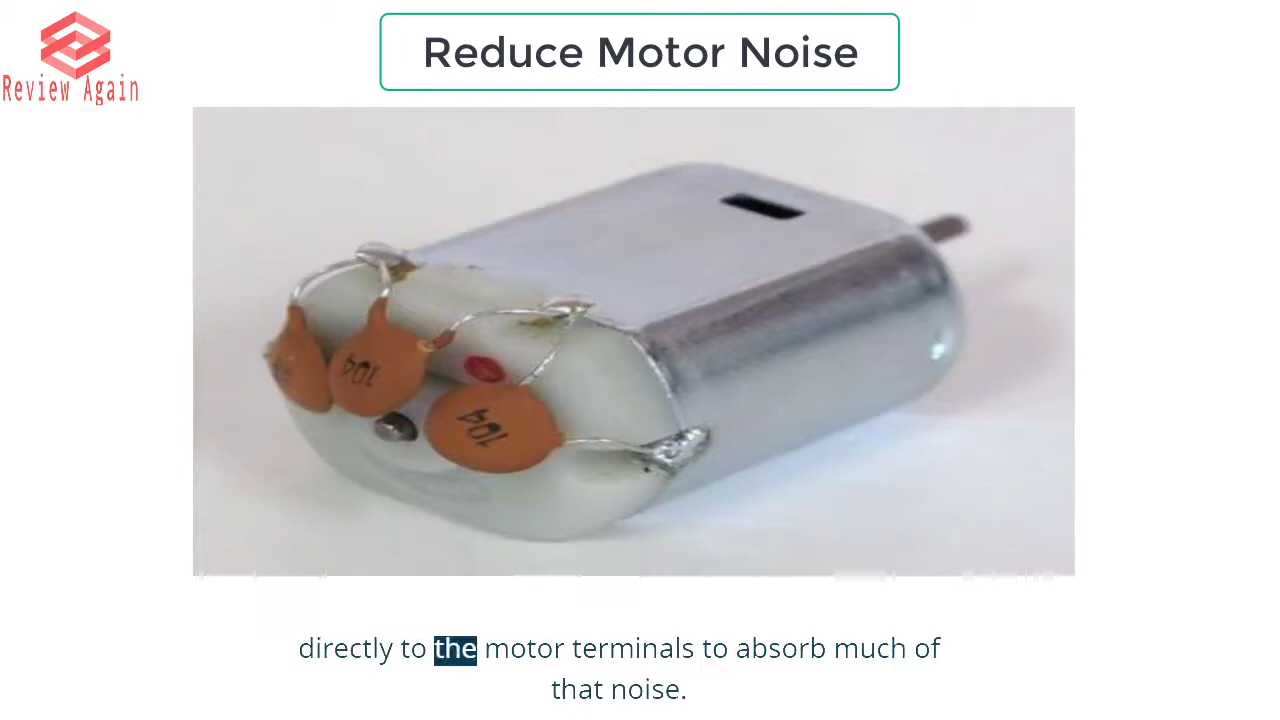 Reduce Motor Noise
Review Again
104
104
directly to the motor terminals to absorb much of
that noise.